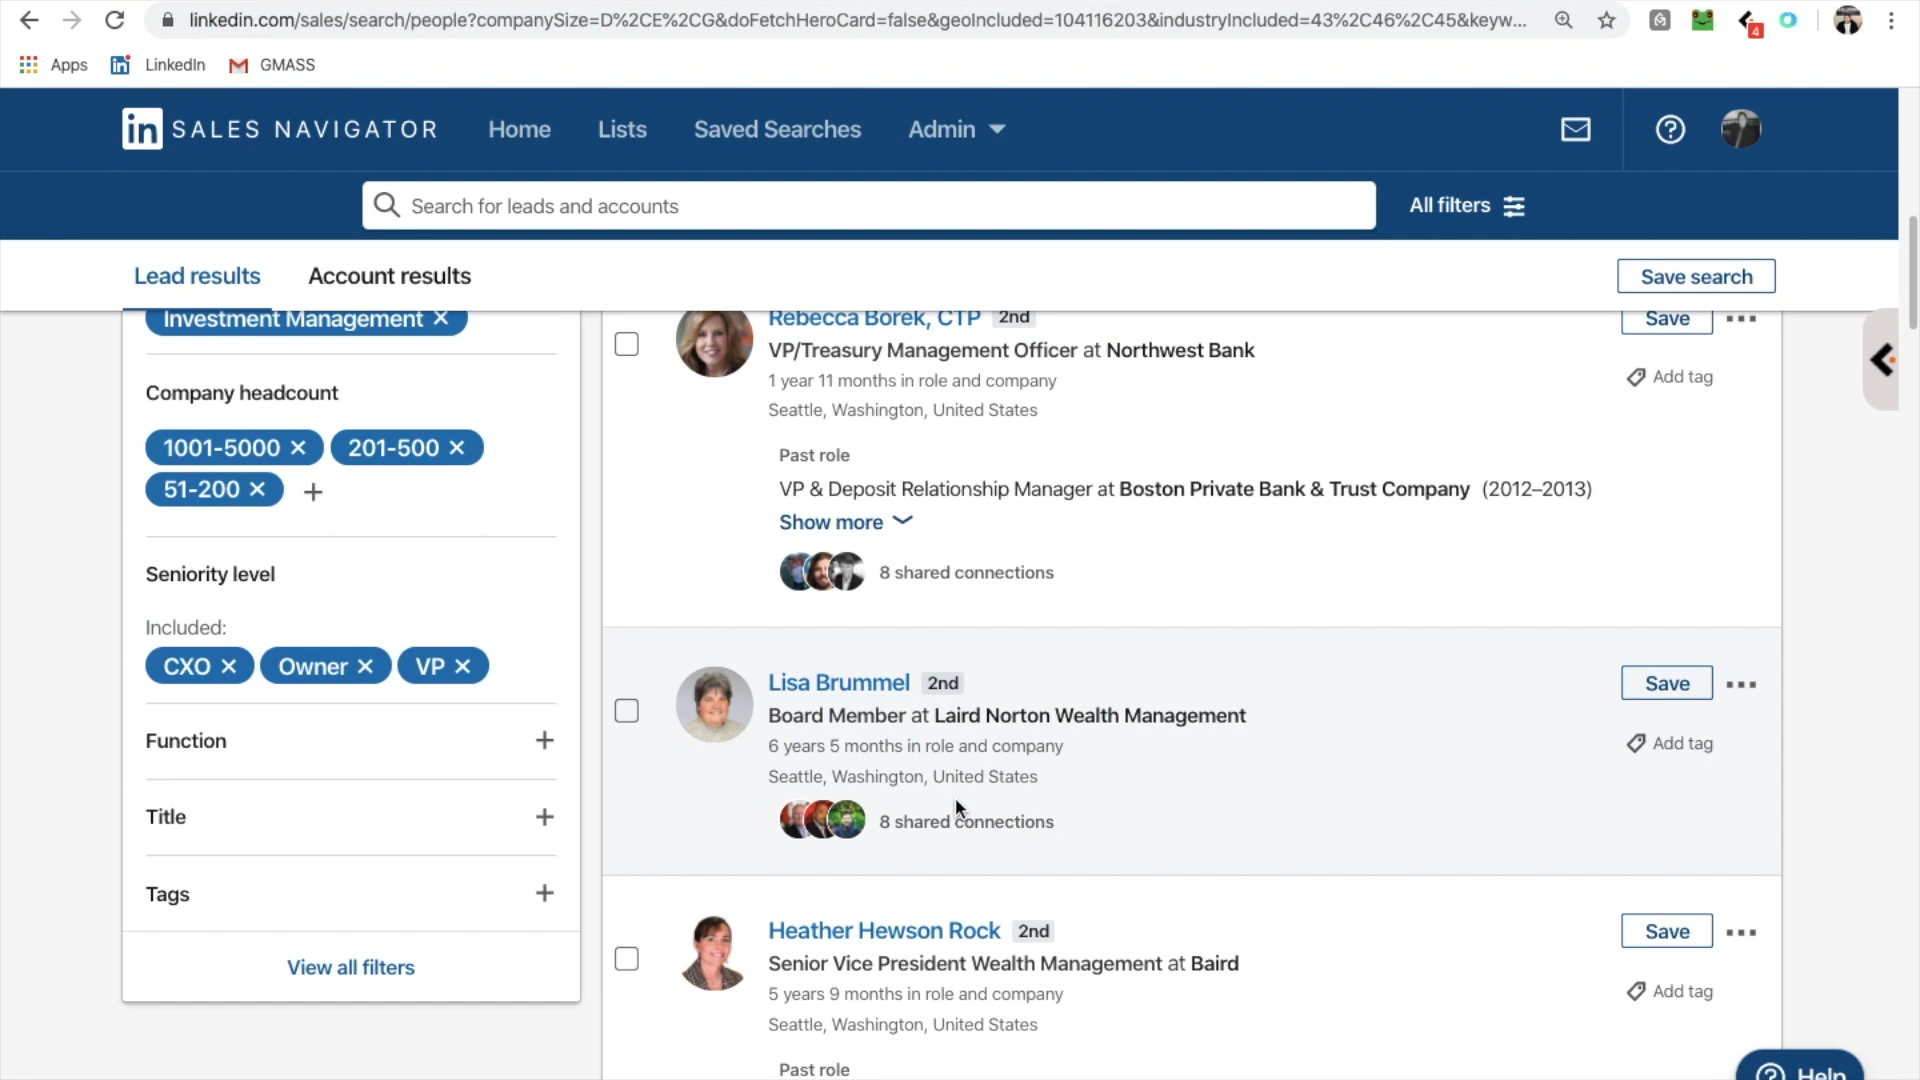 linkedin.com/sales/search/people?companySize=D%2CE%2CG&doFetchHeroCard=false&geoIncluded=104116203&industryIncluded=43%2C46%2C45&keyw...
4
Apps
LinkedIn
GMASS
in SALES NAVIGATOR
Home
Lists
Saved Searches
Admin
Search for leads and accounts
All filters
Lead results
Account results
Save search
Investment Management ×
Company headcount
1001-5000 ×
201-500 ×
51-200 ×
+
Seniority level
Included:
CXO ×
Owner ×
VP ×
Function +
Title +
Tags +
View all filters
Rebecca Borek, CTP 2nd
VP/Treasury Management Officer at Northwest Bank
1 year 11 months in role and company
Seattle, Washington, United States
Past role
VP & Deposit Relationship Manager at Boston Private Bank & Trust Company (2012–2013)
Show more
8 shared connections
Save
Add tag
Lisa Brummel 2nd
Board Member at Laird Norton Wealth Management
6 years 5 months in role and company
Seattle, Washington, United States
8 shared connections
Save
Add tag
Heather Hewson Rock 2nd
Senior Vice President Wealth Management at Baird
5 years 9 months in role and company
Seattle, Washington, United States
Past role
Save
Add tag
Help